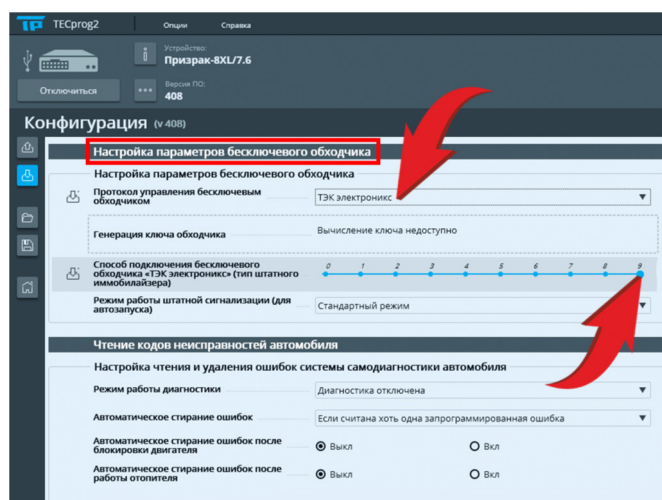 TECprog2 Опции Справка
Устройство:
Призрак-8XL/7.6
Версия ПО:
408
Отключиться
Конфигурация (v 408)
Настройка параметров бесключевого обходчика
Настройка параметров бесключевого обходчика
Протокол управления бесключевым
обходчиком
ТЭК электроникс
Генерация ключа обходчика
Вычисление ключа недоступно
Способ подключения бесключевого
обходчика «ТЭК электроникс» (тип штатного
иммобилайзера)
0 1 2 3 4 5 6 7 8 9
Режим работы штатной сигнализации (для
автозапуска)
Стандартный режим
Чтение кодов неисправностей автомобиля
Настройка чтения и удаления ошибок системы самодиагностики автомобиля
Режим работы диагностики
Диагностика отключена
Автоматическое стирание ошибок
Если считана хоть одна запрограммированная ошибка
Автоматическое стирание ошибок после
блокировки двигателя
Выкл Вкл
Автоматическое стирание ошибок после
работы отопителя
Выкл Вкл